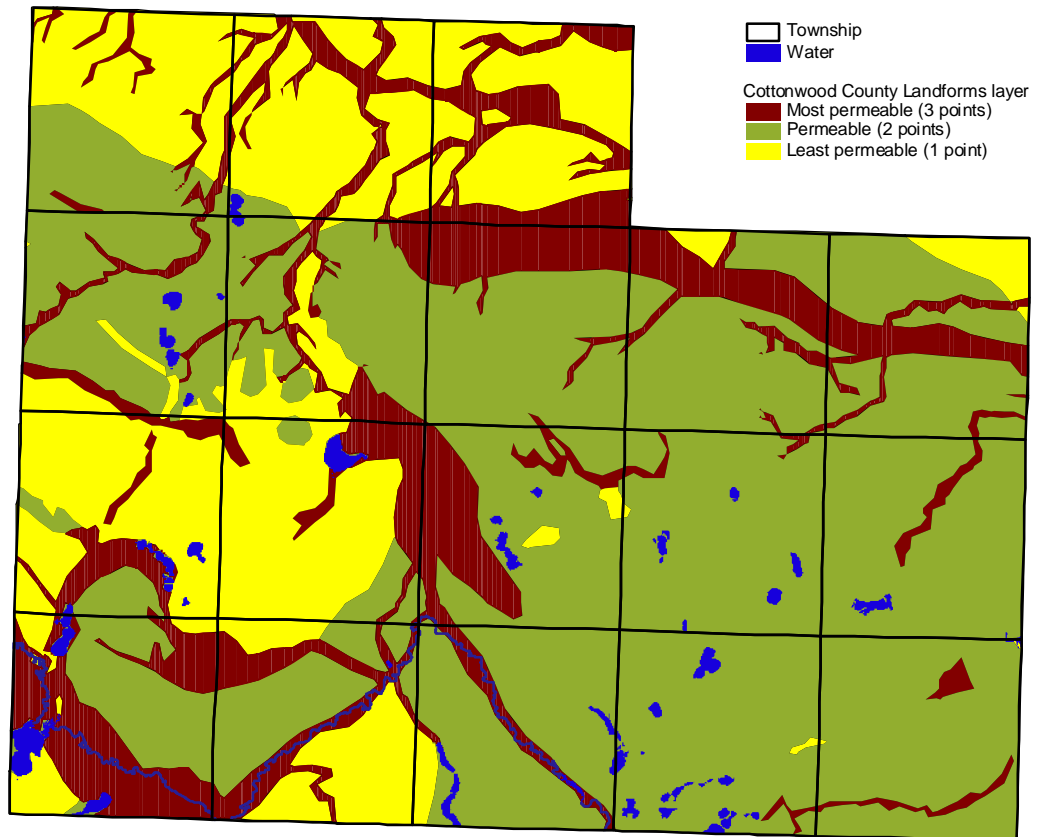 Township
Water
Cottonwood County Landforms layer
Most permeable (3 points)
Permeable (2 points)
Least permeable (1 point)